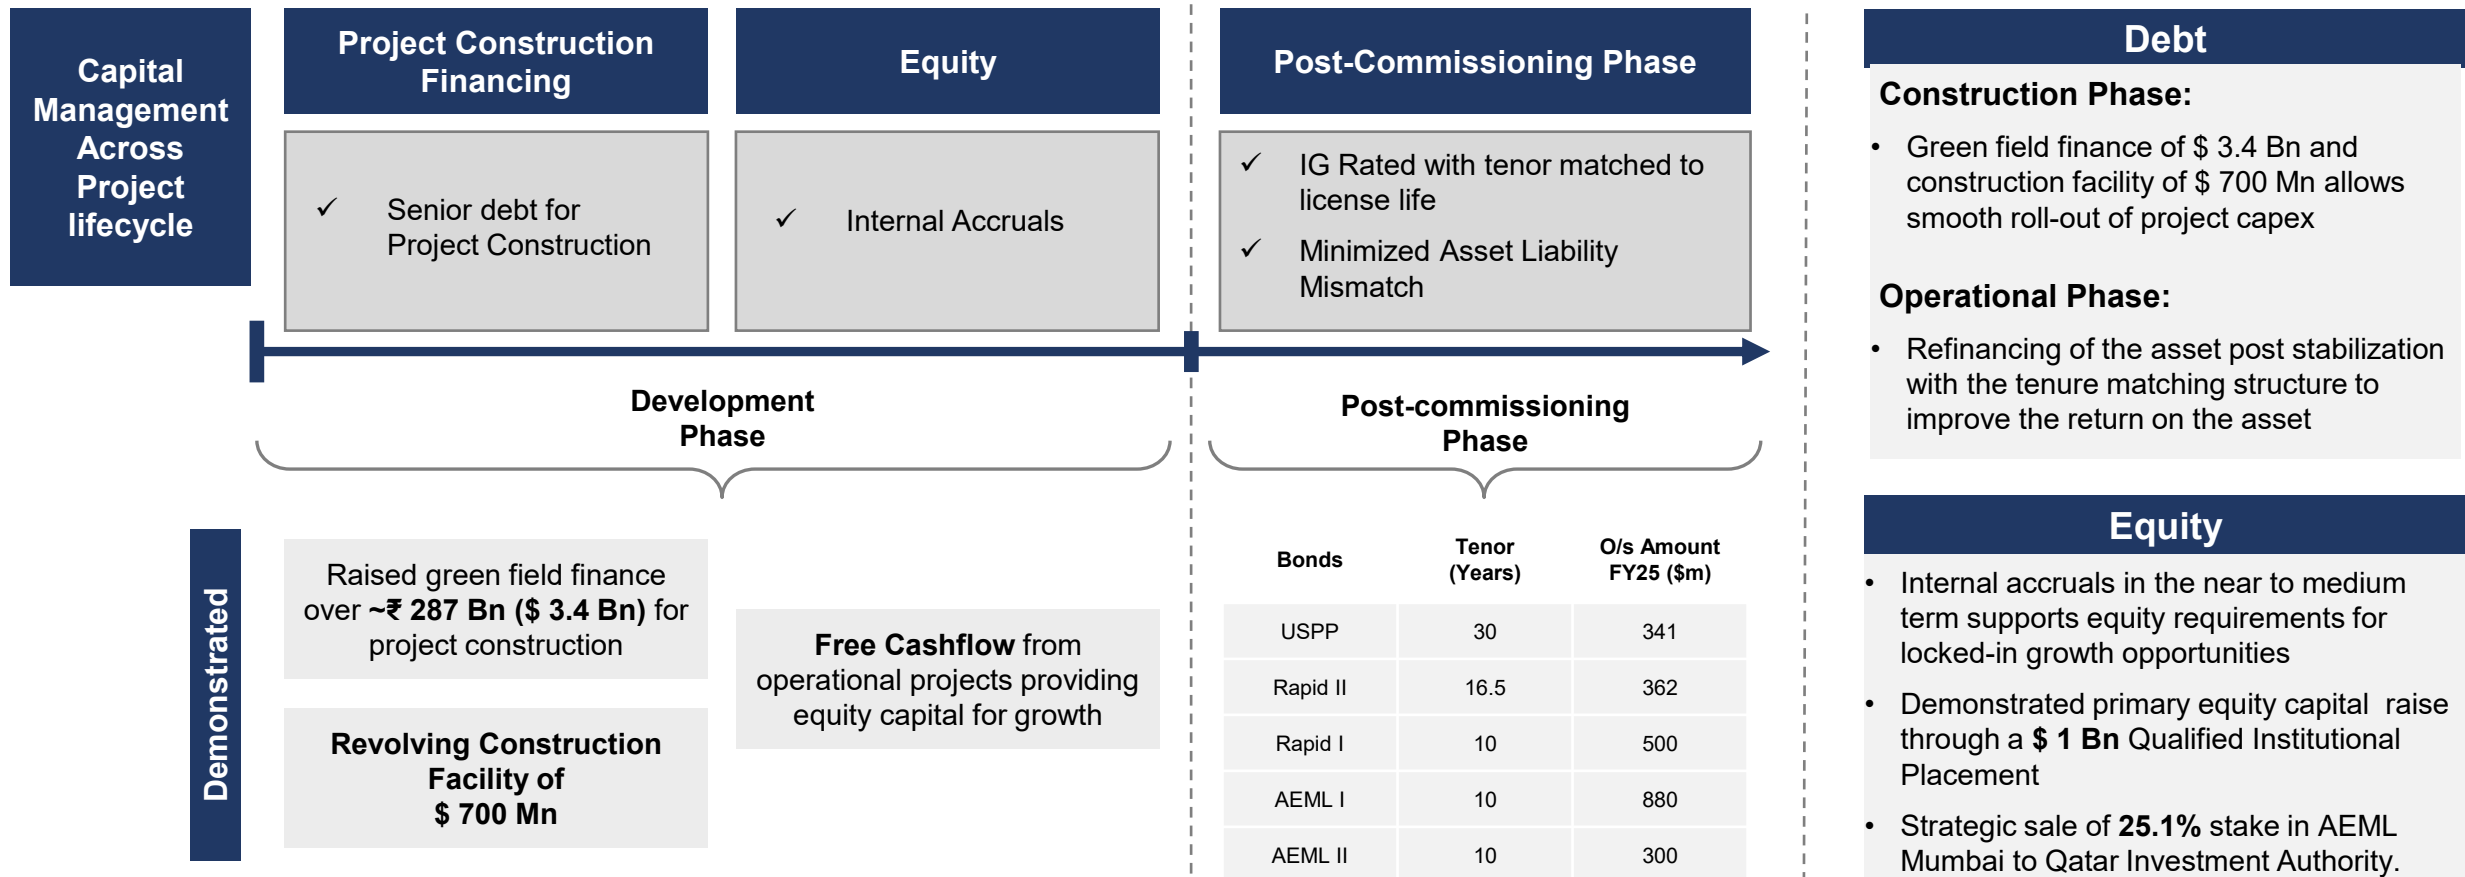 Capital
Management
Across
Project
lifecycle
Project Construction
Financing
Equity
Post-Commissioning Phase
✓ Senior debt for
Project Construction
✓ Internal Accruals
✓ IG Rated with tenor matched to
license life
✓ Minimized Asset Liability
Mismatch
Development
Phase
Post-commissioning
Phase
Demonstrated
Raised green field finance
over ~₹ 287 Bn ($ 3.4 Bn) for
project construction
Revolving Construction
Facility of
$ 700 Mn
Free Cashflow from
operational projects providing
equity capital for growth
Bonds Tenor (Years) O/s Amount FY25 ($m)
USPP 30 341
Rapid II 16.5 362
Rapid I 10 500
AEML I 10 880
AEML II 10 300
Debt
Construction Phase:
• Green field finance of $ 3.4 Bn and
construction facility of $ 700 Mn allows
smooth roll-out of project capex
Operational Phase:
• Refinancing of the asset post stabilization
with the tenure matching structure to
improve the return on the asset
Equity
• Internal accruals in the near to medium
term supports equity requirements for
locked-in growth opportunities
• Demonstrated primary equity capital raise
through a $ 1 Bn Qualified Institutional
Placement
• Strategic sale of 25.1% stake in AEML
Mumbai to Qatar Investment Authority.